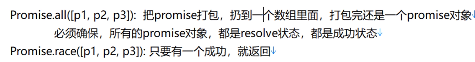 Promise.all([p1, p2, p3]): 把promise打包，扔到一个数组里面，打包完还是一个promise对象
必须确保，所有的promise对象，都是resolve状态，都是成功状态↓
Promise.race([p1, p2, p3]): 只要有一个成功，就返回↓